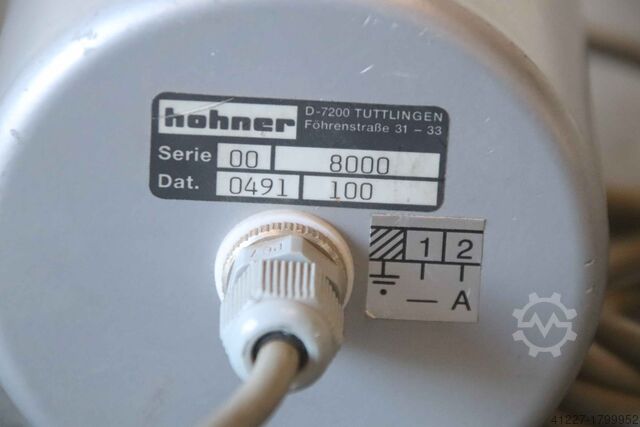 hohner
D-7200 TUTTLINGEN
Föhrenstraße 31 – 33
Serie 00 8000
Dat. 0491 100
1 2
— A
41227-1799952